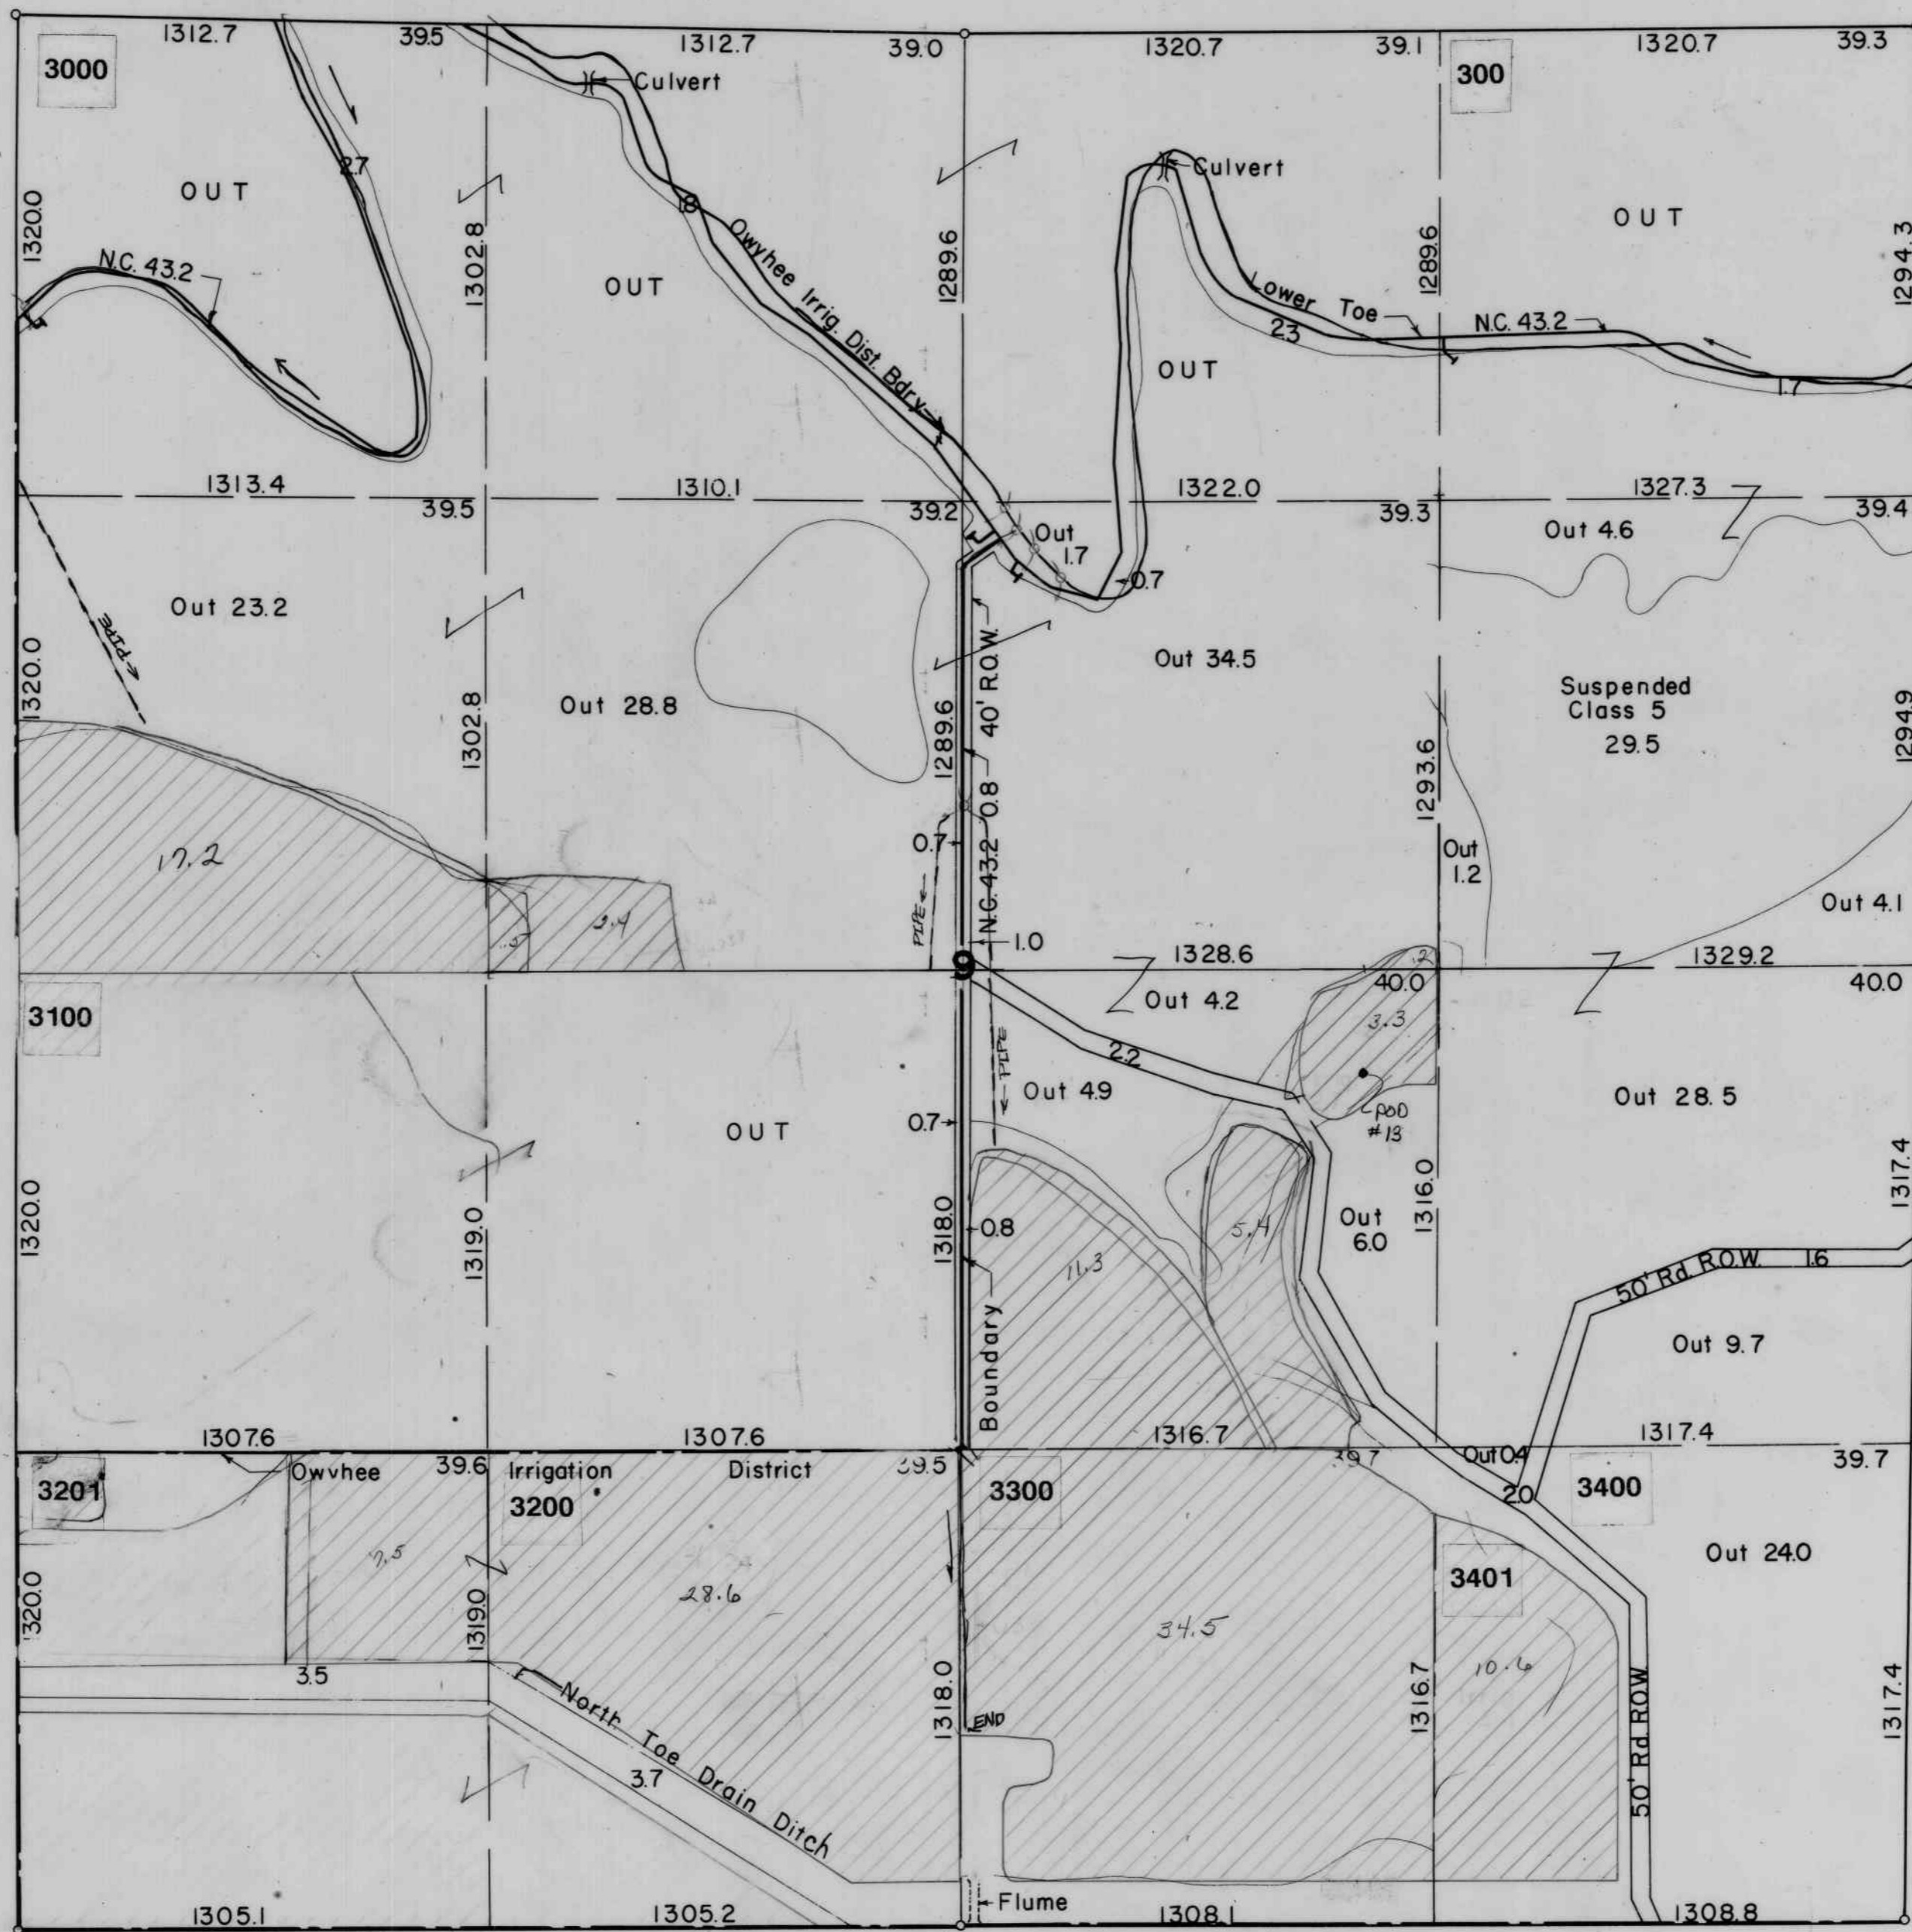 1312.7
39.5
1312.7
39.0
1320.7
39.1
1320.7
39.3
3000
300
Culvert
Culvert
2.7
OUT
1.8
OUT
1320.0
1302.8
1289.6
1289.6
1294.3
N.C. 43.2
OUT
Owyhee Irrig. Dist. Bdry
Lower Toe
N.C. 43.2
2.3
OUT
1.7
1313.4
39.5
1310.1
39.2
1322.0
39.3
1327.3
39.4
Out
1.7
Out 4.6
0.7
Out 23.2
←PIPE
1320.0
1302.8
Out 28.8
1289.6
40' R.O.W.
N.C. 43.2 0.8
Out 34.5
1293.6
Suspended
Class 5
29.5
1294.9
17.2
0.7
Out
1.2
Out 4.1
PIPE←
.5
2.4
1.0
9
1328.6
.2
40.0
1329.2
40.0
3100
Out 4.2
3.3
2.2
←PIPE
Out 4.9
POD
#13
Out 28.5
OUT
0.7
1320.0
1319.0
1318.0
0.8
11.3
5.4
Out
6.0
1316.0
1317.4
50' Rd. R.O.W.
1.6
Boundary
Out 9.7
1307.6
1307.6
1316.7
1317.4
Owvhee
39.6
Irrigation
District
39.5
39.7
Out 0.4
39.7
3201
3200
3300
2.0
3400
7.5
28.6
34.5
3401
Out 24.0
1320.0
1319.0
1318.0
1316.7
10.6
1317.4
3.5
North Toe Drain Ditch
3.7
END
50' Rd. ROW
Flume
1305.1
1305.2
1308.1
1308.8